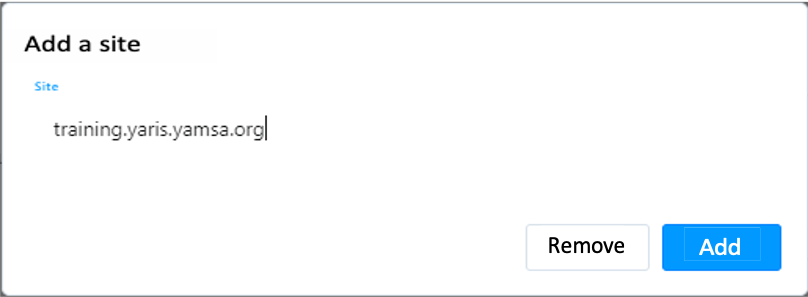 Add a site
Site
training.yaris.yamsa.org
Remove
Add